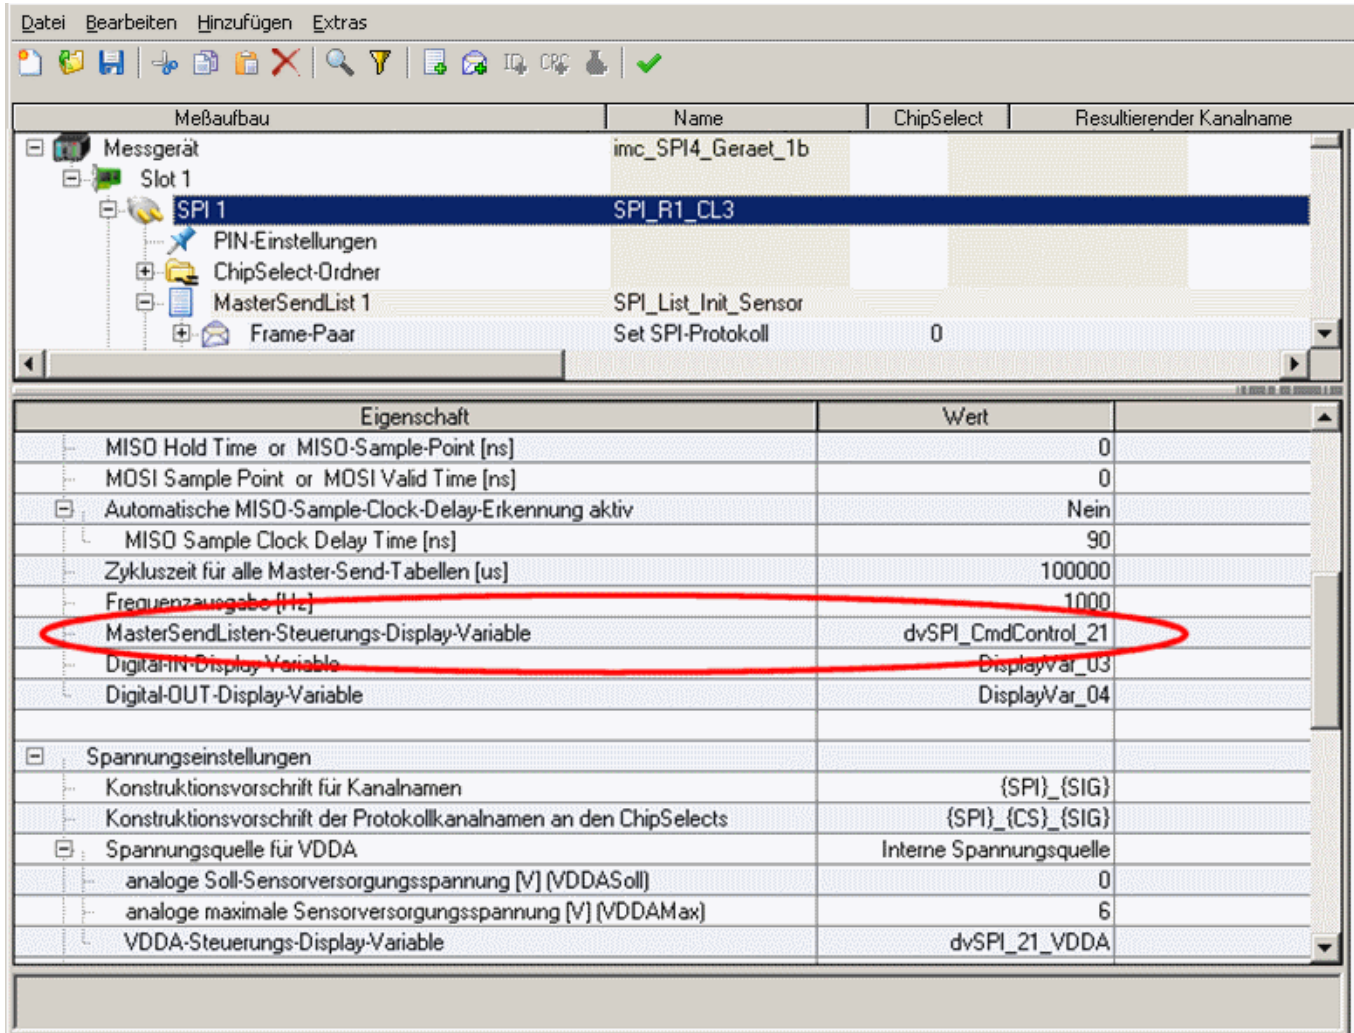 Datei Bearbeiten Hinzufügen Extras
Meßaufbau Name ChipSelect Resultierender Kanalname
Messgerät imc_SPI4_Geraet_1b
Slot 1
SPI 1 SPI_R1_CL3
PIN-Einstellungen
ChipSelect-Ordner
MasterSendList 1 SPI_List_Init_Sensor
Frame-Paar Set SPI-Protokoll 0
Eigenschaft Wert
MISO Hold Time or MISO-Sample-Point [ns] 0
MOSI Sample Point or MOSI Valid Time [ns] 0
Automatische MISO-Sample-Clock-Delay-Erkennung aktiv Nein
MISO Sample Clock Delay Time [ns] 90
Zykluszeit für alle Master-Send-Tabellen [us] 100000
Frequenzausgabe [Hz] 1000
MasterSendListen-Steuerungs-Display-Variable dvSPI_CmdControl_21
Digital-IN-Display-Variable DisplayVar_03
Digital-OUT-Display-Variable DisplayVar_04
Spannungseinstellungen
Konstruktionsvorschrift für Kanalnamen {SPI}_{SIG}
Konstruktionsvorschrift der Protokollkanalnamen an den ChipSelects {SPI}_{CS}_{SIG}
Spannungsquelle für VDDA Interne Spannungsquelle
analoge Soll-Sensorversorgungsspannung [V] (VDDASoll) 0
analoge maximale Sensorversorgungsspannung [V] (VDDAMax) 6
VDDA-Steuerungs-Display-Variable dvSPI_21_VDDA